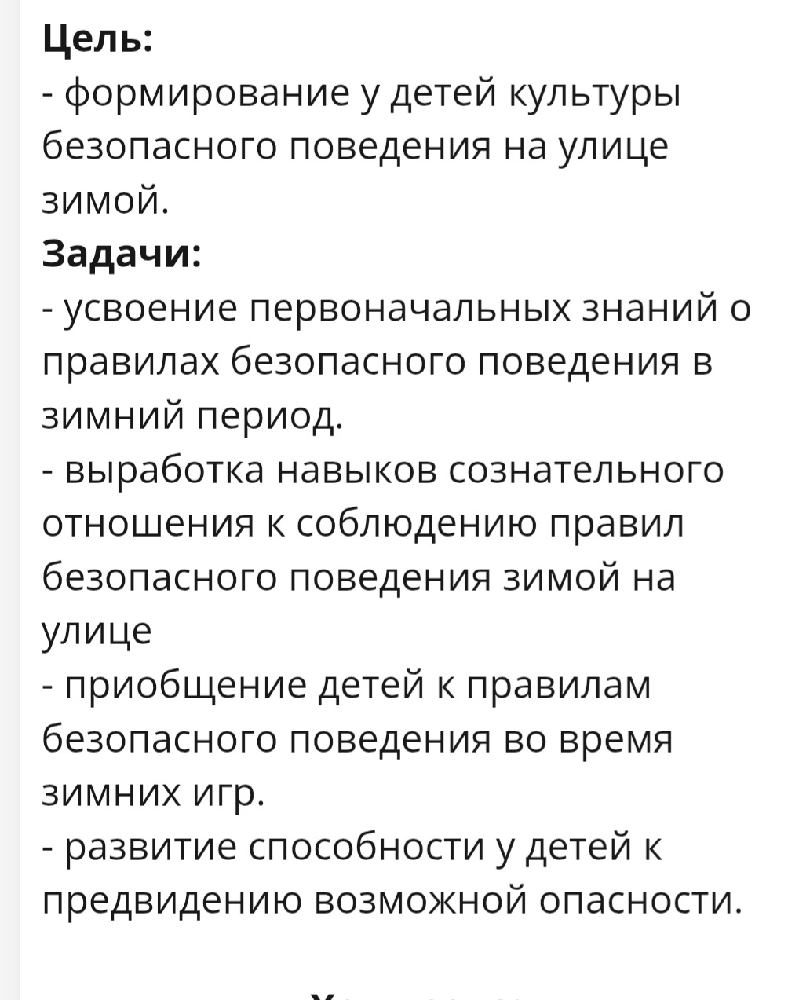 Цель:
- формирование у детей культуры
безопасного поведения на улице
зимой.
Задачи:
- усвоение первоначальных знаний о
правилах безопасного поведения в
зимний период.
- выработка навыков сознательного
отношения к соблюдению правил
безопасного поведения зимой на
улице
- приобщение детей к правилам
безопасного поведения во время
зимних игр.
- развитие способности у детей к
предвидению возможной опасности.